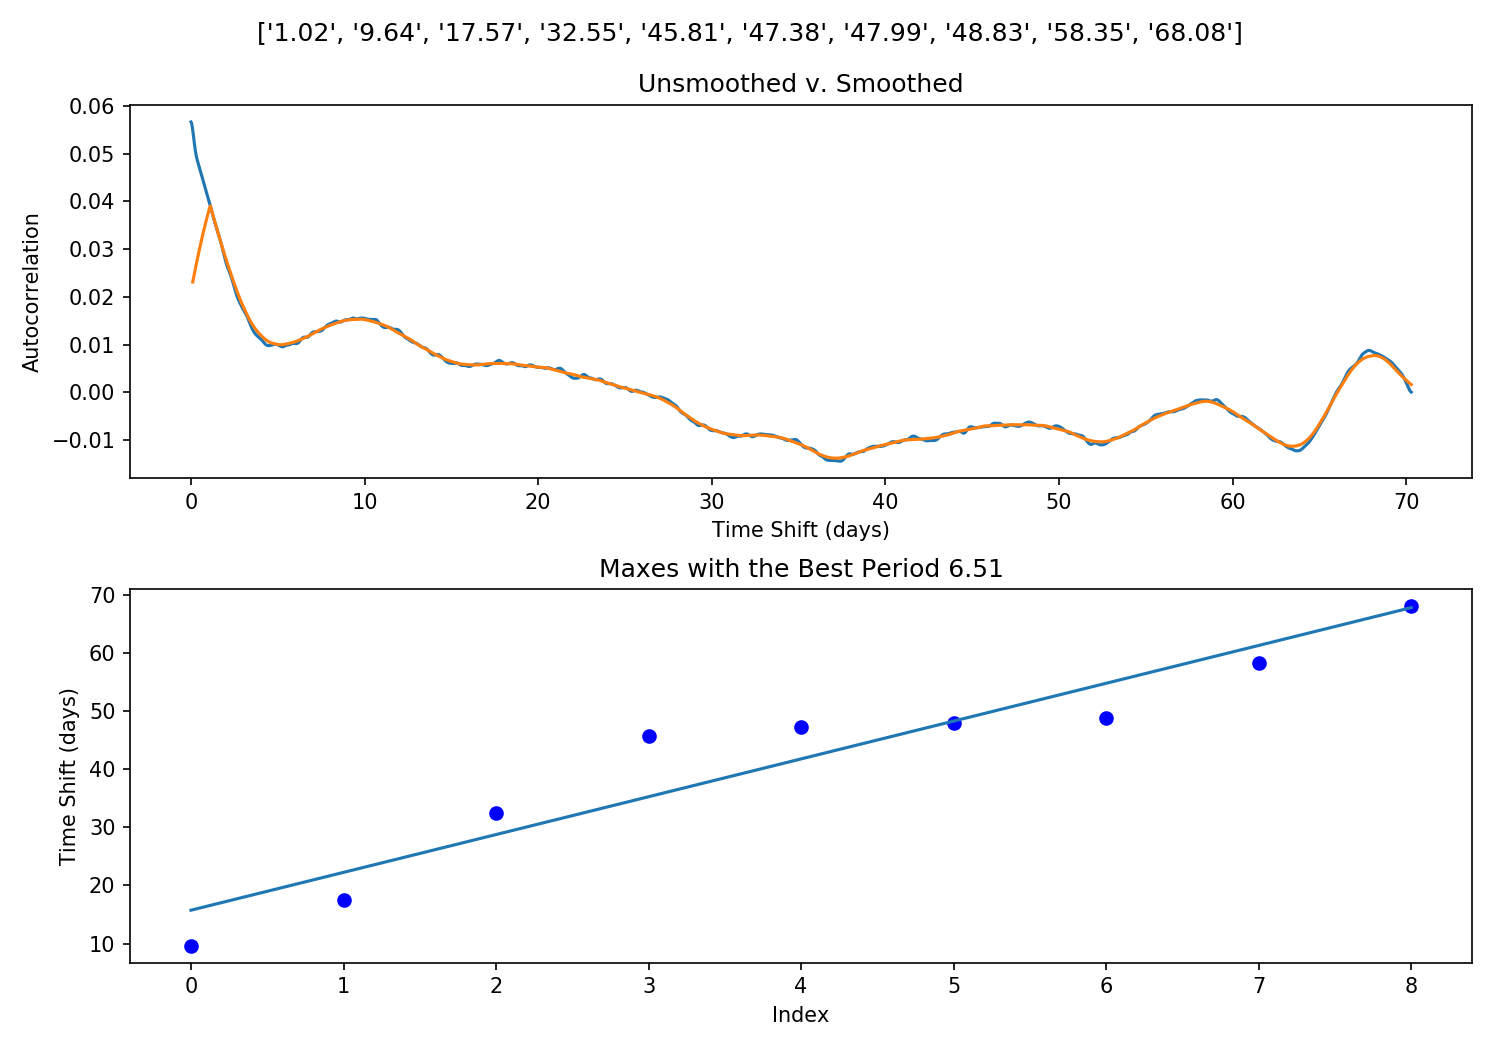 ['1.02', '9.64', '17.57', '32.55', '45.81', '47.38', '47.99', '48.83', '58.35', '68.08']
Unsmoothed v. Smoothed
0.06
0.05
0.04
0.03
0.02
0.01
0.00
−0.01
Autocorrelation
0 10 20 30 40 50 60 70
Time Shift (days)
Maxes with the Best Period 6.51
70
60
50
40
30
20
10
Time Shift (days)
0 1 2 3 4 5 6 7 8
Index